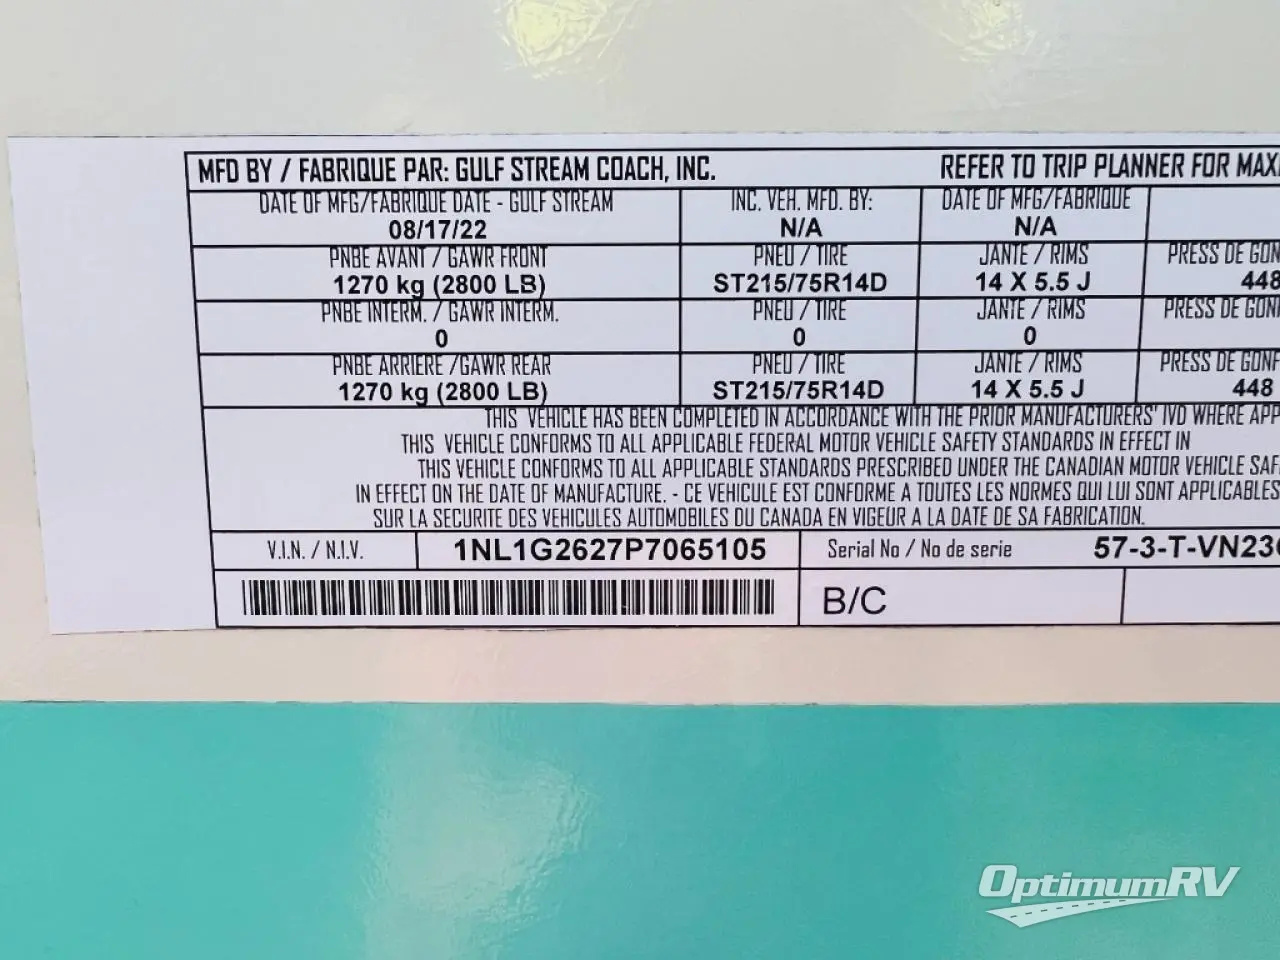 MFD BY / FABRIQUE PAR: GULF STREAM COACH, INC. REFER TO TRIP PLANNER FOR
DATE OF MFG/FABRIQUE DATE - GULF STREAM INC. VEH. MFD. BY: DATE OF MFG/FABRIQUE
08/17/22 N/A N/A
PNBE AVANT / GAWR FRONT PNEU / TIRE JANTE / RIMS PRESS DE
1270 kg (2800 LB) ST215/75R14D 14 X 5.5 J 448
PNBE INTERM. / GAWR INTERM. PNEU / TIRE JANTE / RIMS PRESS DE
0 0 0
PNBE ARRIERE /GAWR REAR PNEU / TIRE JANTE / RIMS PRESS DE
1270 kg (2800 LB) ST215/75R14D 14 X 5.5 J 448
THIS VEHICLE HAS BEEN COMPLETED IN ACCORDANCE WITH THE PRIOR MANUFACTURERS' IVD WHERE
THIS VEHICLE CONFORMS TO ALL APPLICABLE FEDERAL MOTOR VEHICLE SAFETY STANDARDS IN EFFECT IN
THIS VEHICLE CONFORMS TO ALL APPLICABLE STANDARDS PRESCRIBED UNDER THE CANADIAN MOTOR VEHICLE
IN EFFECT ON THE DATE OF MANUFACTURE. - CE VEHICULE EST CONFORME A TOUTES LES NORMES QUI LUI SONT APPLICABLES
SUR LA SECURITE DES VEHICULES AUTOMOBILES DU CANADA EN VIGEUR A LA DATE DE SA FABRICATION.
V.I.N. / N.I.V. 1NL1G2627P7065105 Serial No / No de serie 57-3-T-VN23
B/C
OptimumRV